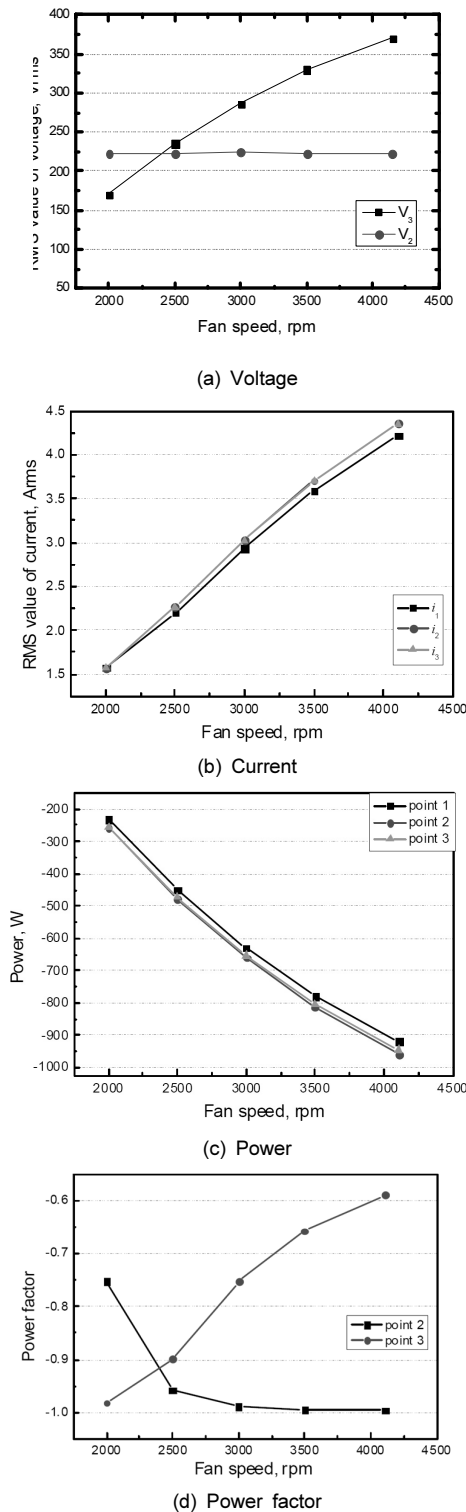 400
350
300
250
200
150
100
50
RMS value of voltage, Vrms
V3
V2
2000 2500 3000 3500 4000 4500
Fan speed, rpm
(a) Voltage
4.5
4.0
3.5
3.0
2.5
2.0
1.5
RMS value of current, Arms
i1
i2
i3
2000 2500 3000 3500 4000 4500
Fan speed, rpm
(b) Current
-200
-300
-400
-500
-600
-700
-800
-900
-1000
Power, W
point 1
point 2
point 3
2000 2500 3000 3500 4000 4500
Fan speed, rpm
(c) Power
-0.6
-0.7
-0.8
-0.9
-1.0
Power factor
point 2
point 3
2000 2500 3000 3500 4000 4500
Fan speed, rpm
(d) Power factor